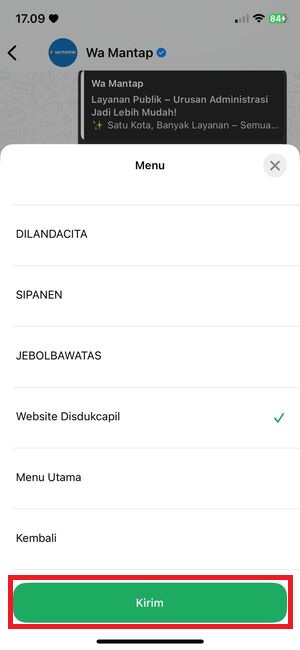 17.09
84
Wa Mantap
Wa Mantap
Layanan Publik – Urusan Administrasi
Jadi Lebih Mudah!
✨ Satu Kota, Banyak Layanan – Semua...
Menu
DILANDACITA
SIPANEN
JEBOLBAWATAS
Website Disdukcapil
Menu Utama
Kembali
Kirim